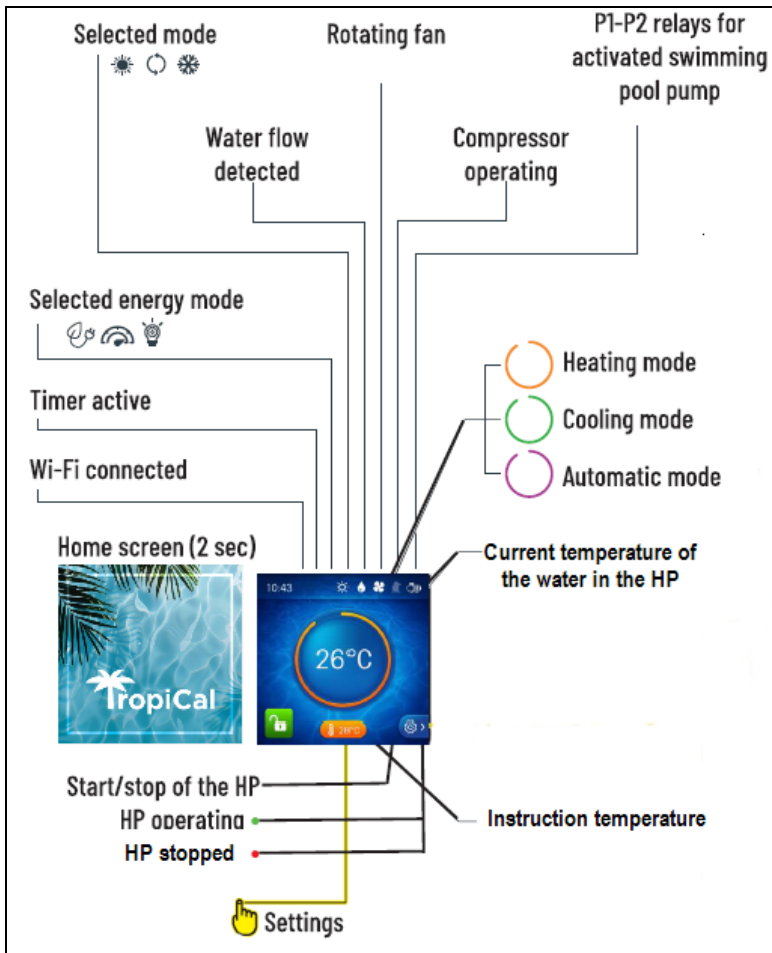 Selected mode
Rotating fan
P1-P2 relays for
activated swimming
pool pump
Water flow
detected
Compressor
operating
Selected energy mode
Timer active
Wi-Fi connected
Heating mode
Cooling mode
Automatic mode
Home screen (2 sec)
Current temperature of
the water in the HP
10:43
26°C
TropiCal
28°C
Start/stop of the HP
HP operating
HP stopped
Instruction temperature
Settings